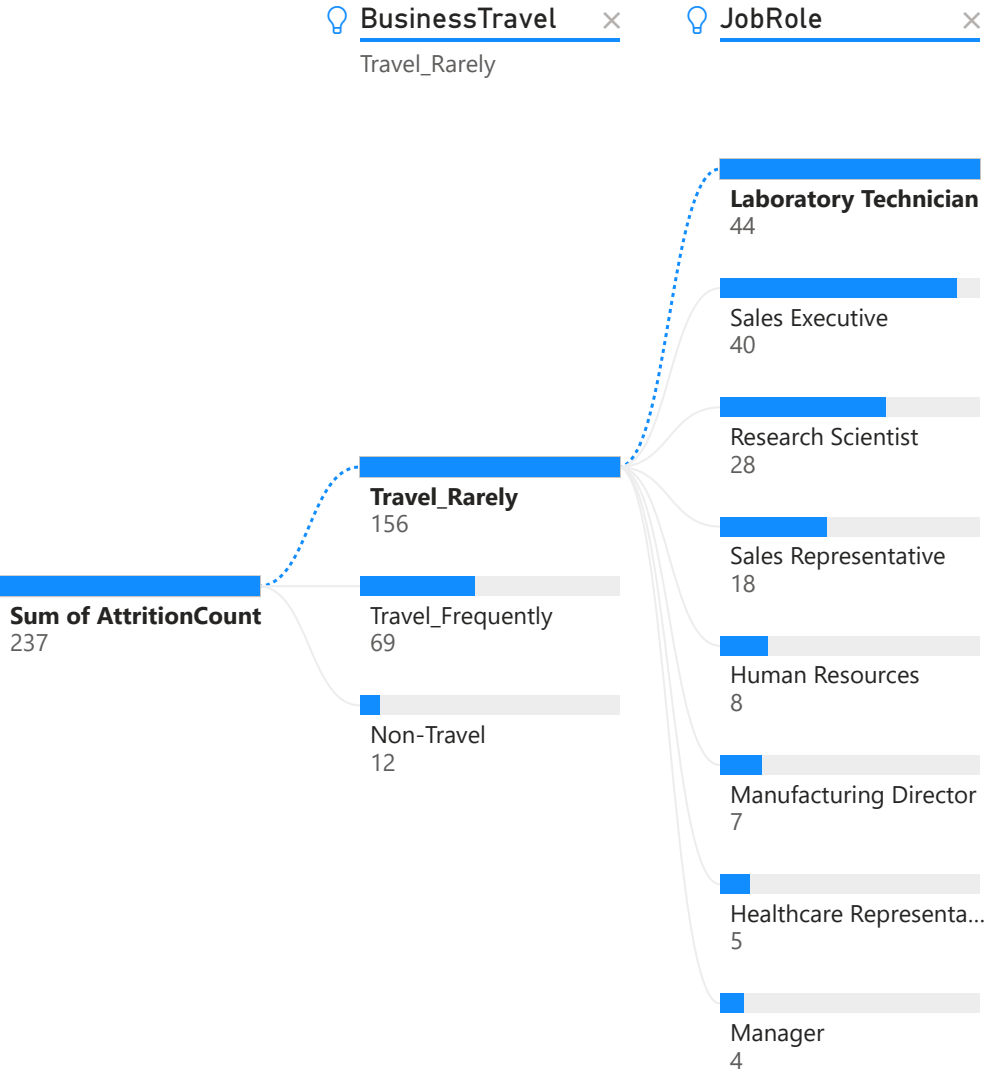 BusinessTravel
Travel_Rarely
JobRole
Sum of AttritionCount
237
Travel_Rarely
156
Travel_Frequently
69
Non-Travel
12
Laboratory Technician
44
Sales Executive
40
Research Scientist
28
Sales Representative
18
Human Resources
8
Manufacturing Director
7
Healthcare Representa...
5
Manager
4